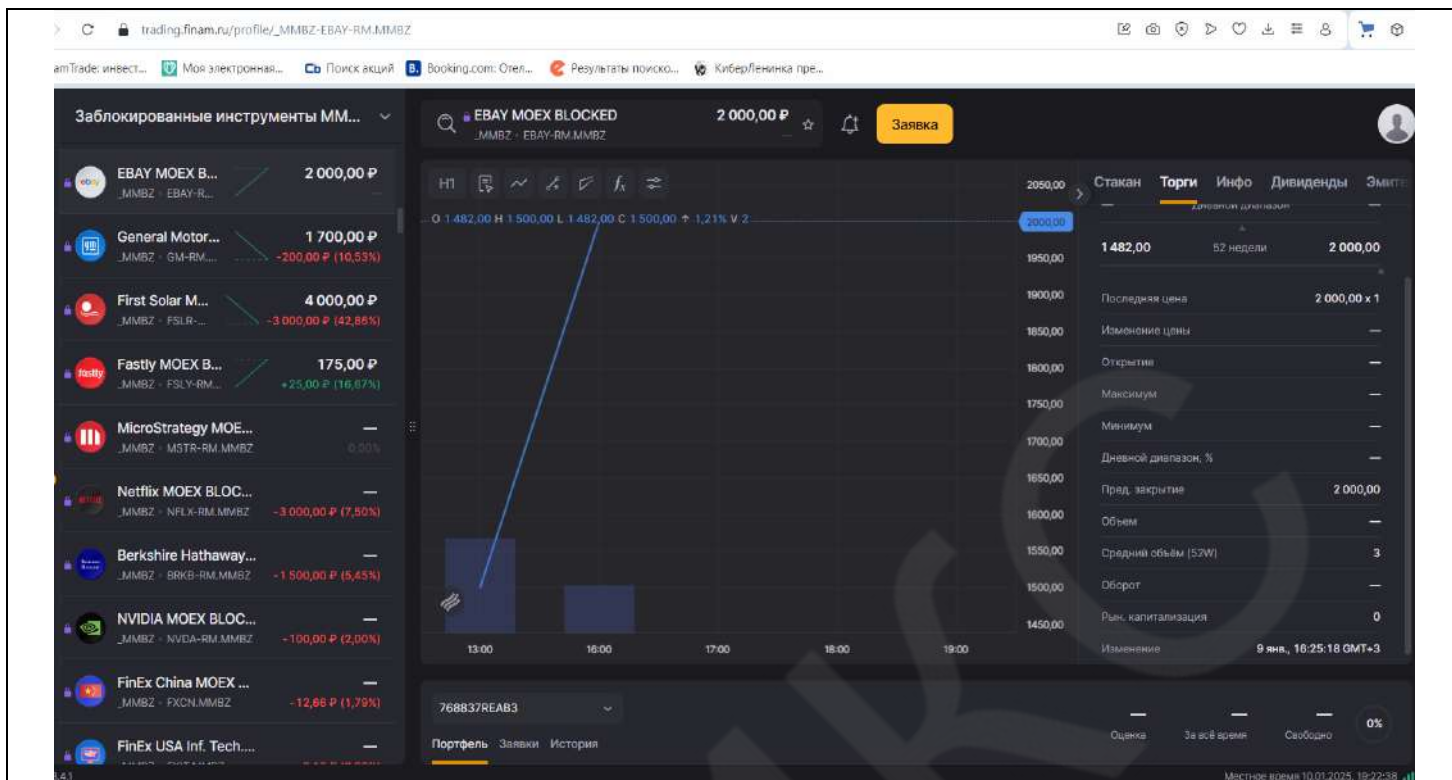 trading.finam.ru/profile/_MMBZ-EBAY-RM.MMBZ
amTrade: инвест... Моя электронная... Поиск акций Booking.com: Отел... Результаты поиско... КиберЛенинка пре...
Заблокированные инструменты MM...
EBAY MOEX BLOCKED 2 000,00 ₽
_MMBZ · EBAY-RM.MMBZ
Заявка
EBAY MOEX B... 2 000,00 ₽
_MMBZ · EBAY-R...
General Motor... 1 700,00 ₽
_MMBZ · GM-RM.... -200,00 ₽ (10,53%)
First Solar M... 4 000,00 ₽
_MMBZ · FSLR-... -3 000,00 ₽ (42,86%)
Fastly MOEX B... 175,00 ₽
_MMBZ · FSLY-RM... +25,00 ₽ (16,67%)
MicroStrategy MOE... —
_MMBZ · MSTR-RM.MMBZ 0,00%
Netflix MOEX BLOC... —
_MMBZ · NFLX-RM.MMBZ -3 000,00 ₽ (7,50%)
Berkshire Hathaway... —
_MMBZ · BRKB-RM.MMBZ -1 500,00 ₽ (5,45%)
NVIDIA MOEX BLOC... —
_MMBZ · NVDA-RM.MMBZ -100,00 ₽ (2,00%)
FinEx China MOEX ... —
_MMBZ · FXCN.MMBZ -12,66 ₽ (1,79%)
FinEx USA Inf. Tech.... —
H1
O 1 482,00 H 1 500,00 L 1 482,00 C 1 500,00 ↑ 1,21% V 2
2050,00
2000,00
1950,00
1900,00
1850,00
1800,00
1750,00
1700,00
1650,00
1600,00
1550,00
1500,00
1450,00
13:00 16:00 17:00 18:00 19:00
Стакан Торги Инфо Дивиденды Эмит
— Дневной диапазон —
1 482,00 52 недели 2 000,00
Последняя цена 2 000,00 x 1
Изменение цены —
Открытие —
Максимум —
Минимум —
Дневной диапазон, % —
Пред. закрытие 2 000,00
Объем —
Средний объём (52W) 3
Оборот —
Рын. капитализация 0
Изменение 9 янв., 16:25:18 GMT+3
768837REAB3
Портфель Заявки История
— — — 0%
Оценка За всё время Свободно
3.4.1
Местное время 10.01.2025, 19:22:38